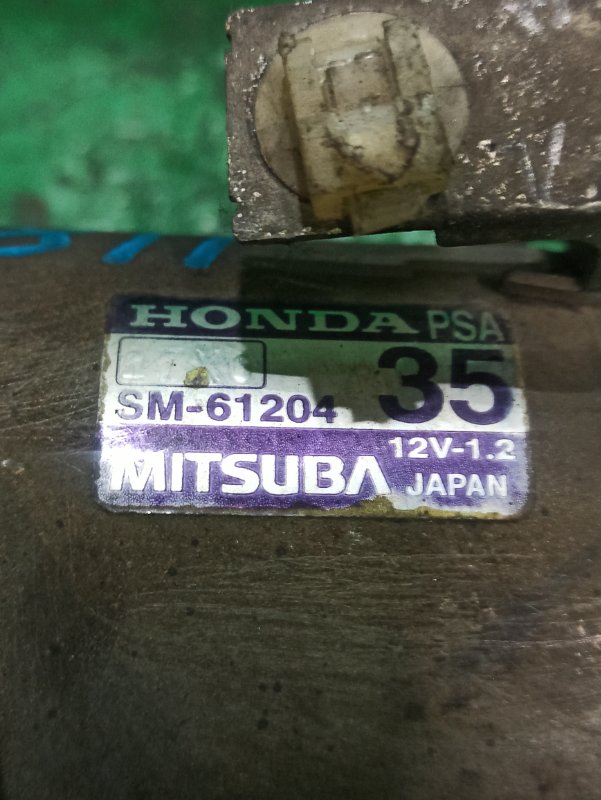 HONDA PSA
35
SM-61204
12V-1.2
MITSUBA JAPAN